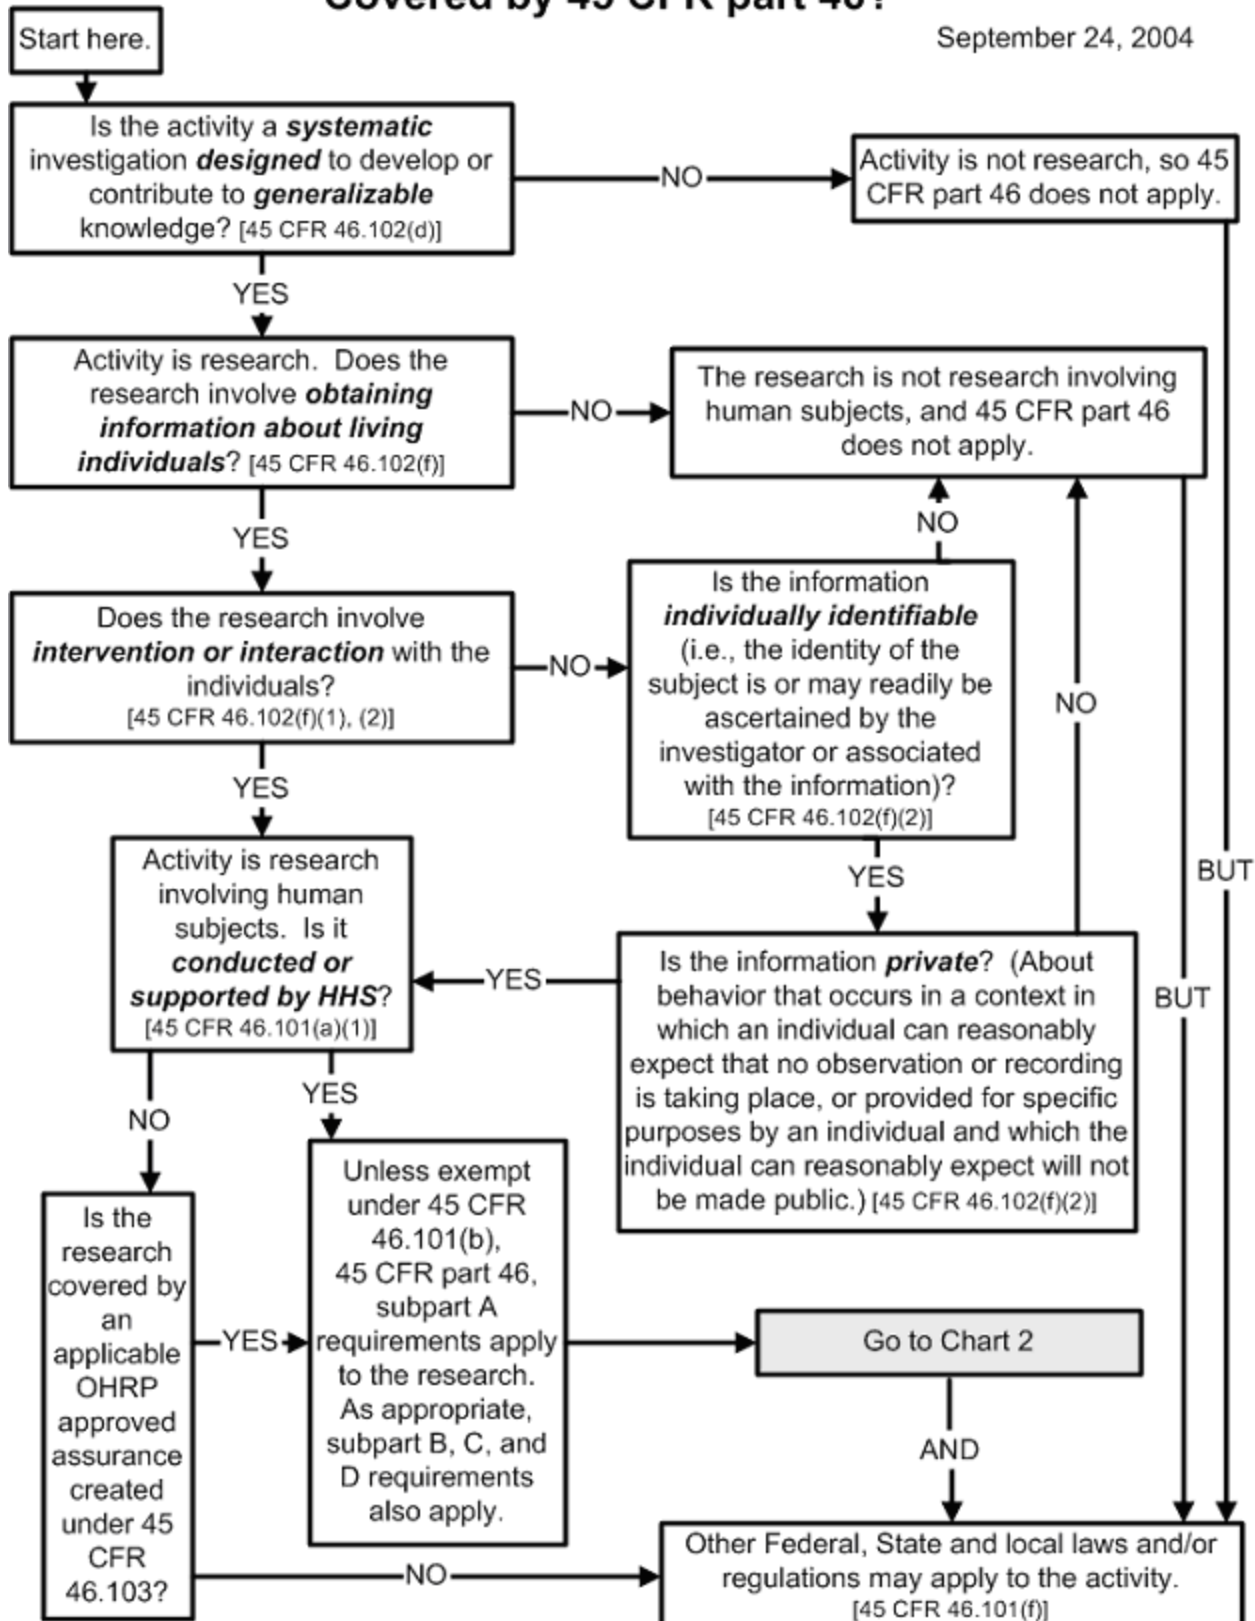 Covered by 45 CFR part 46?
September 24, 2004
Start here.
Is the activity a systematic
investigation designed to develop or
contribute to generalizable
knowledge? [45 CFR 46.102(d)]
NO
Activity is not research, so 45
CFR part 46 does not apply.
YES
Activity is research. Does the
research involve obtaining
information about living
individuals? [45 CFR 46.102(f)]
NO
The research is not research involving
human subjects, and 45 CFR part 46
does not apply.
YES
NO
Does the research involve
intervention or interaction with the
individuals?
[45 CFR 46.102(f)(1), (2)]
NO
Is the information
individually identifiable
(i.e., the identity of the
subject is or may readily be
ascertained by the
investigator or associated
with the information)?
[45 CFR 46.102(f)(2)]
NO
YES
YES
BUT
Activity is research
involving human
subjects. Is it
conducted or
supported by HHS?
[45 CFR 46.101(a)(1)]
YES
Is the information private? (About
behavior that occurs in a context in
which an individual can reasonably
expect that no observation or recording
is taking place, or provided for specific
purposes by an individual and which the
individual can reasonably expect will not
be made public.) [45 CFR 46.102(f)(2)]
BUT
NO
YES
Is the
research
covered by
an
applicable
OHRP
approved
assurance
created
under 45
CFR
46.103?
YES
Unless exempt
under 45 CFR
46.101(b),
45 CFR part 46,
subpart A
requirements apply
to the research.
As appropriate,
subpart B, C, and
D requirements
also apply.
Go to Chart 2
AND
NO
Other Federal, State and local laws and/or
regulations may apply to the activity.
[45 CFR 46.101(f)]